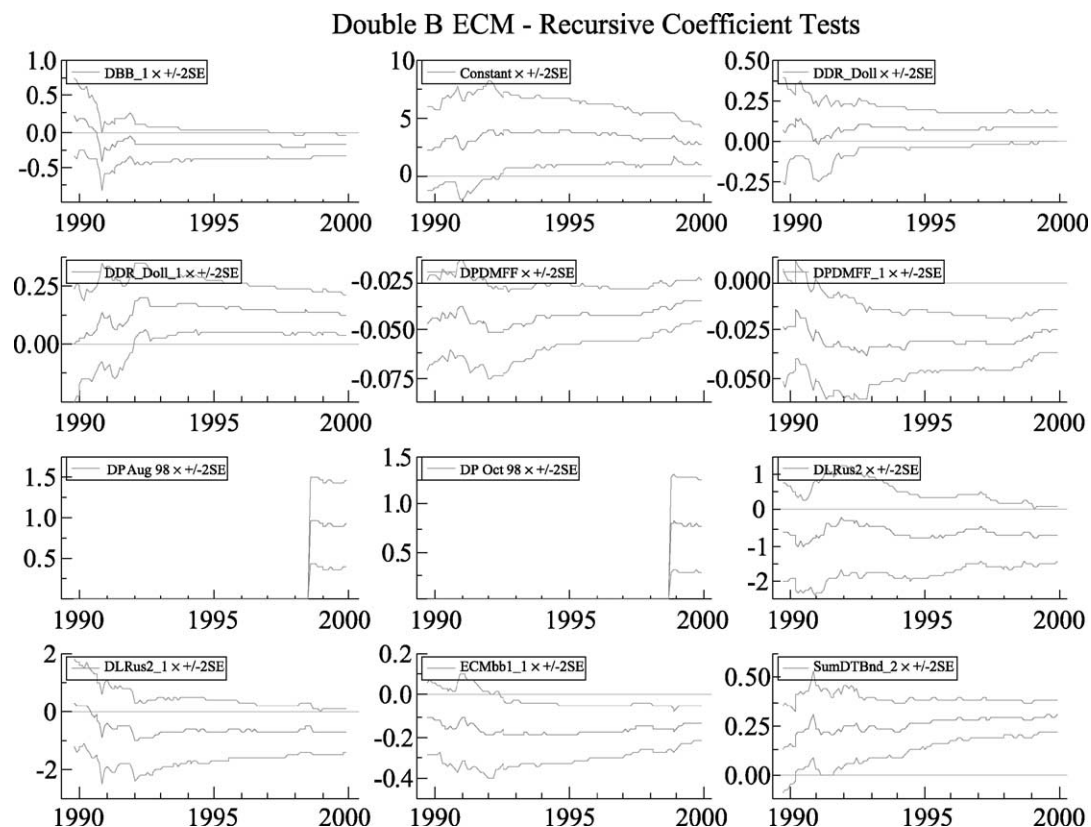 Double B ECM - Recursive Coefficient Tests
DBB_1 × +/-2SE
1.0
0.5
0.0
-0.5
1990 1995 2000
Constant × +/-2SE
10
5
0
1990 1995 2000
DDR_Doll × +/-2SE
0.50
0.25
0.00
-0.25
1990 1995 2000
DDR_Doll_1 × +/-2SE
0.25
0.00
1990 1995 2000
DPDMFF × +/-2SE
-0.025
-0.050
-0.075
1990 1995 2000
DPDMFF_1 × +/-2SE
0.000
-0.025
-0.050
1990 1995 2000
DP Aug 98 × +/-2SE
1.5
1.0
0.5
1990 1995 2000
DP Oct 98 × +/-2SE
1.5
1.0
0.5
1990 1995 2000
DLRus2 × +/-2SE
1
0
-1
-2
1990 1995 2000
DLRus2_1 × +/-2SE
2
0
-2
1990 1995 2000
ECMbb1_1 × +/-2SE
0.0
-0.2
-0.4
1990 1995 2000
SumDTBnd_2 × +/-2SE
0.50
0.25
0.00
1990 1995 2000